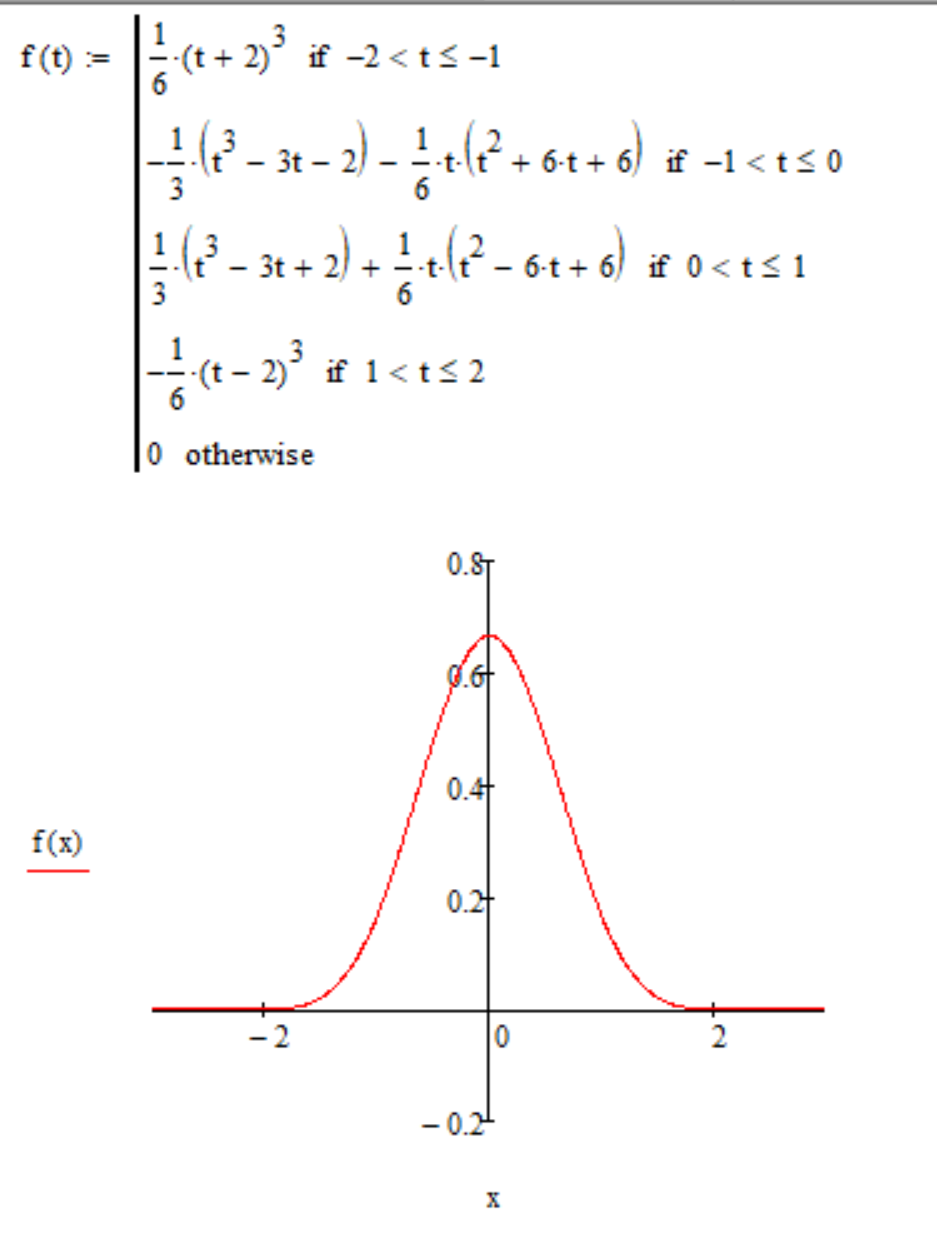 f(t) := | 1/6·(t + 2)^3 if −2 < t ≤ −1
−1/3·(t^3 − 3t − 2) − 1/6·t·(t^2 + 6·t + 6) if −1 < t ≤ 0
1/3·(t^3 − 3t + 2) + 1/6·t·(t^2 − 6·t + 6) if 0 < t ≤ 1
−1/6·(t − 2)^3 if 1 < t ≤ 2
0 otherwise
0.8
0.6
0.4
f(x)
0.2
− 2 0 2
− 0.2
x